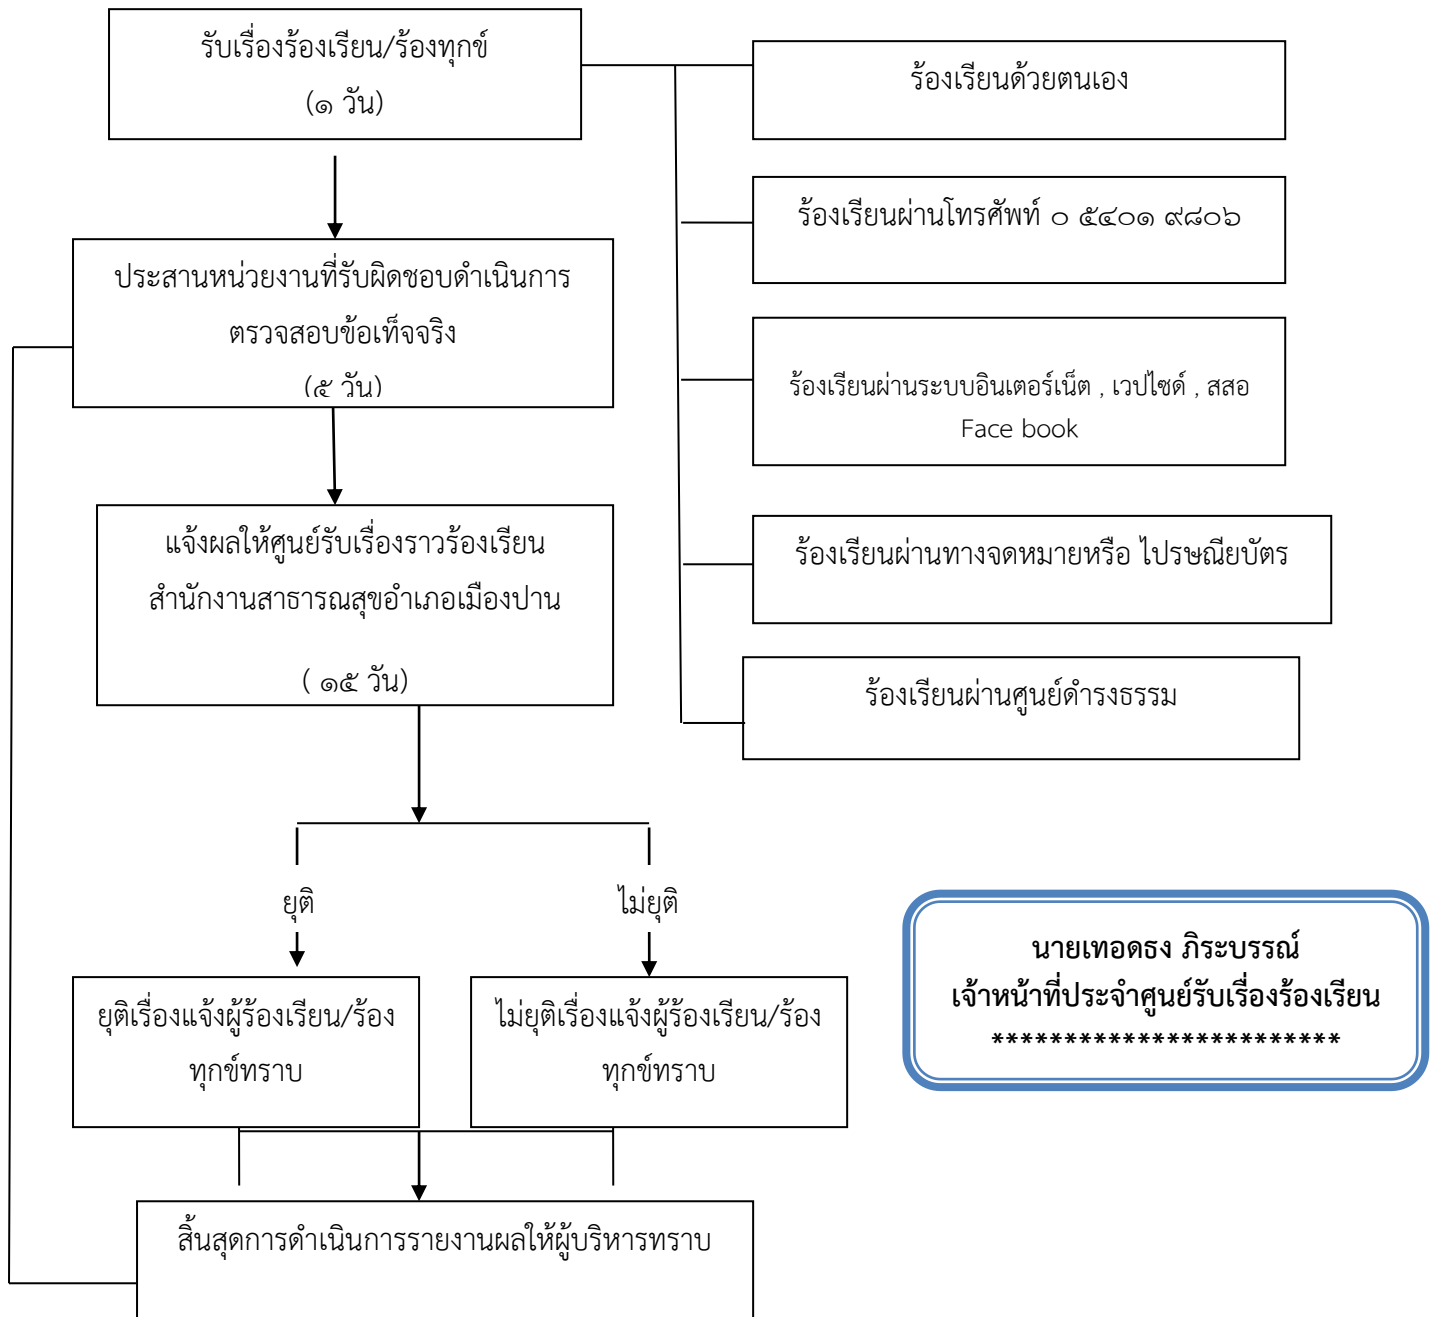 รับเรื่องร้องเรียน/ร้องทุกข์
(๑ วัน)
ร้องเรียนด้วยตนเอง
ร้องเรียนผ่านโทรศัพท์ ๐ ๕๔๐๑ ๙๘๐๖
ประสานหน่วยงานที่รับผิดชอบดำเนินการ
ตรวจสอบข้อเท็จจริง
(๕ วัน)
ร้องเรียนผ่านระบบอินเตอร์เน็ต , เวปไซด์ , สสอ
Face book
แจ้งผลให้ศูนย์รับเรื่องราวร้องเรียน
สำนักงานสาธารณสุขอำเภอเมืองปาน
( ๑๕ วัน)
ร้องเรียนผ่านทางจดหมายหรือ ไปรษณียบัตร
ร้องเรียนผ่านศูนย์ดำรงธรรม
ยุติ
ไม่ยุติ
นายเทอดธง ภิระบรรณ์
เจ้าหน้าที่ประจำศูนย์รับเรื่องร้องเรียน
************************
ยุติเรื่องแจ้งผู้ร้องเรียน/ร้อง
ทุกข์ทราบ
ไม่ยุติเรื่องแจ้งผู้ร้องเรียน/ร้อง
ทุกข์ทราบ
สิ้นสุดการดำเนินการรายงานผลให้ผู้บริหารทราบ